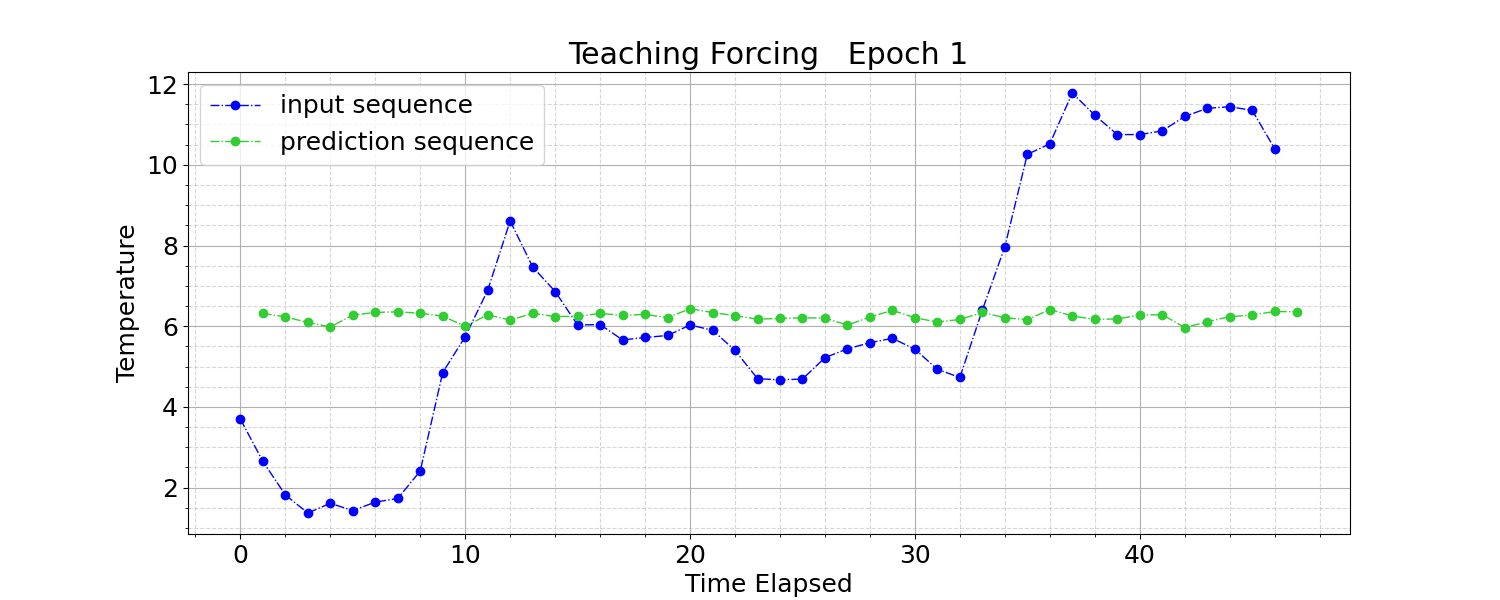 Teaching Forcing   Epoch 1
12
10
8
6
4
2
input sequence
prediction sequence
Temperature
0 10 20 30 40
Time Elapsed